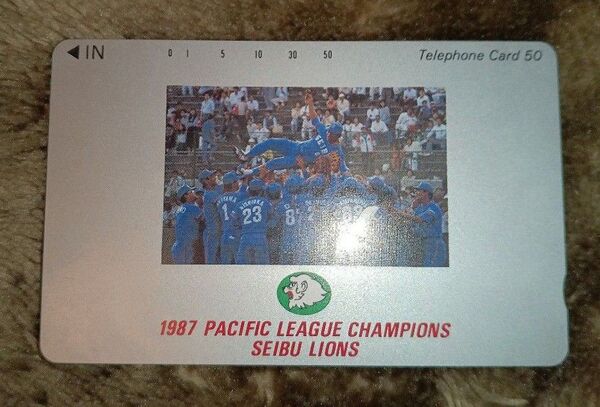 ◀IN
0 1 5 10 30 50
Telephone Card 50
SEIBU
1
23
8
1987 PACIFIC LEAGUE CHAMPIONS
SEIBU LIONS